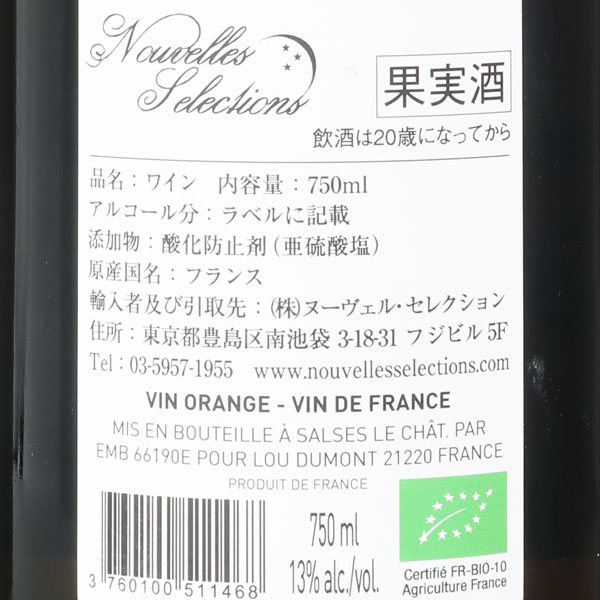 Nouvelles
Selections
果実酒
飲酒は20歳になってから
品名：ワイン 内容量：750ml
アルコール分：ラベルに記載
添加物：酸化防止剤（亜硫酸塩）
原産国名：フランス
輸入者及び引取先：(株)ヌーヴェル・セレクション
住所：東京都豊島区南池袋 3-18-31 フジビル 5F
Tel：03-5957-1955 www.nouvellesselections.com
VIN ORANGE - VIN DE FRANCE
MIS EN BOUTEILLE À SALSES LE CHÂT. PAR
EMB 66190E POUR LOU DUMONT 21220 FRANCE
PRODUIT DE FRANCE
750 ml
13% alc./vol.
3 760100 511468
Certifié FR-BIO-10
Agriculture France